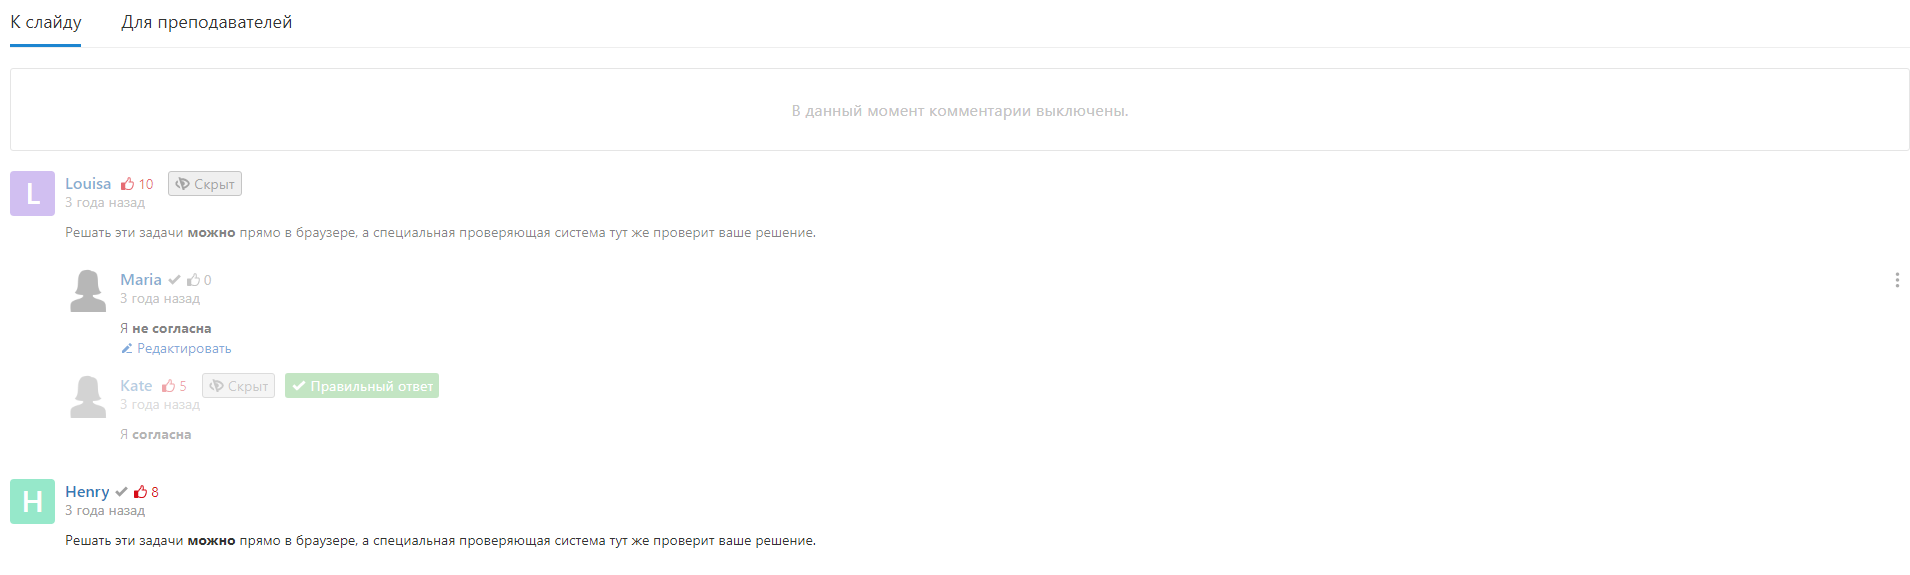 К слайду Для преподавателей
В данный момент комментарии выключены.
L Louisa 10 Скрыт
3 года назад
Решать эти задачи можно прямо в браузере, а специальная проверяющая система тут же проверит ваше решение.
Maria 0
3 года назад
Я не согласна
Редактировать
Kate 5 Скрыт Правильный ответ
3 года назад
Я согласна
H Henry 8
3 года назад
Решать эти задачи можно прямо в браузере, а специальная проверяющая система тут же проверит ваше решение.